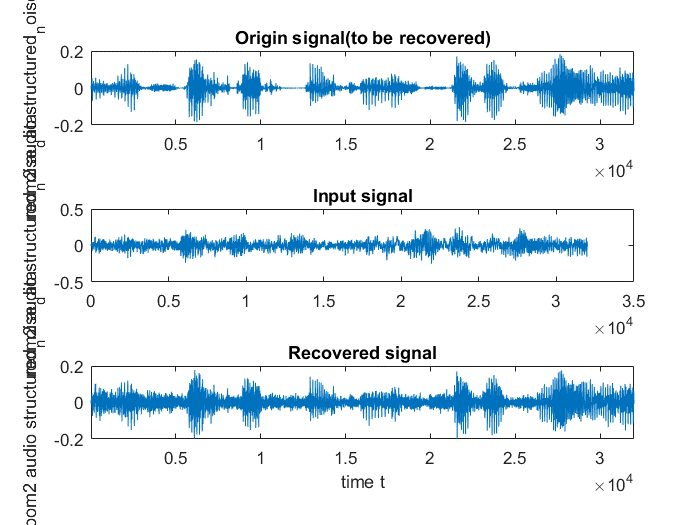 Origin signal(to be recovered)
0.2
0
-0.2
0.5 1 1.5 2 2.5 3
×10^4
Input signal
0.5
0
-0.5
0 0.5 1 1.5 2 2.5 3 3.5
×10^4
Recovered signal
0.2
0
-0.2
0.5 1 1.5 2 2.5 3
×10^4
time t
audio structured